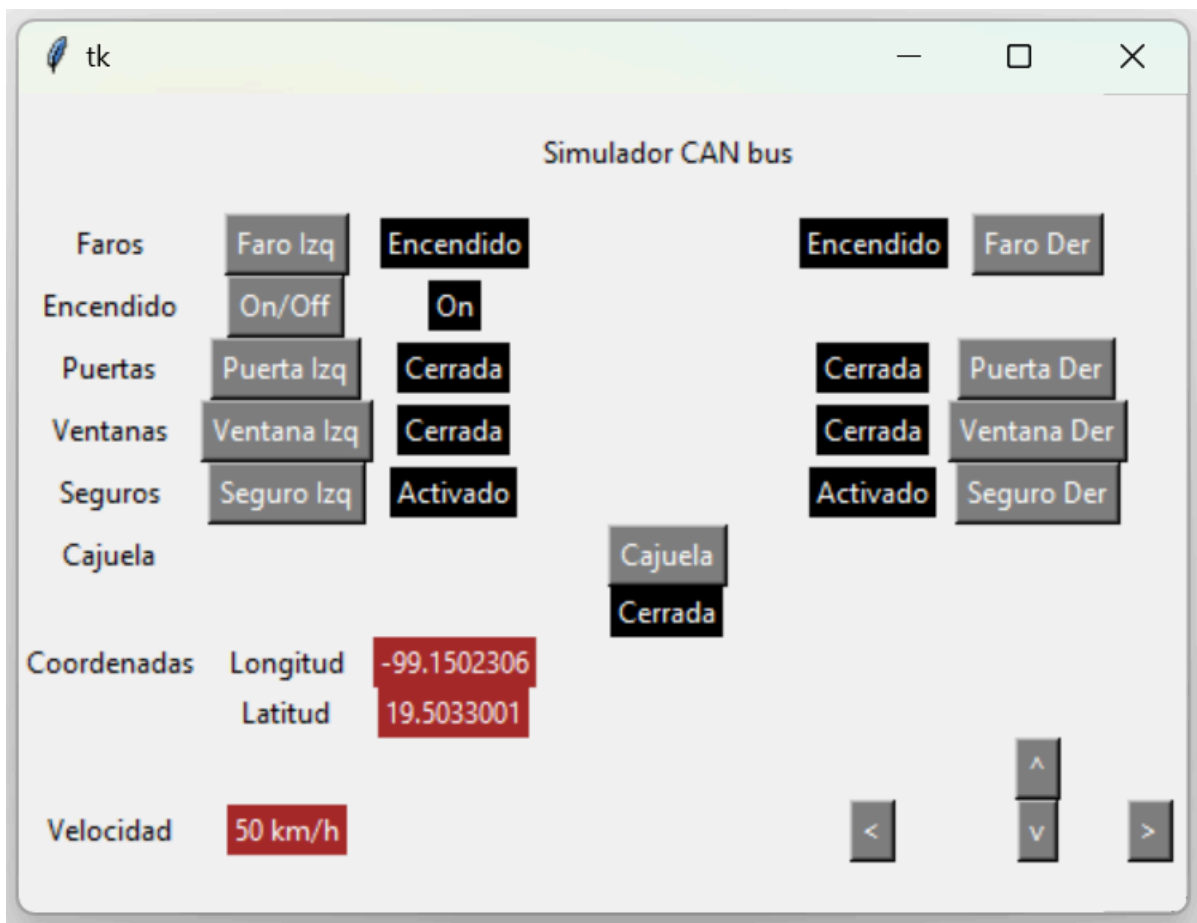 tk
Simulador CAN bus
Faros Faro Izq Encendido Encendido Faro Der
Encendido On/Off On
Puertas Puerta Izq Cerrada Cerrada Puerta Der
Ventanas Ventana Izq Cerrada Cerrada Ventana Der
Seguros Seguro Izq Activado Activado Seguro Der
Cajuela Cajuela
Cerrada
Coordenadas Longitud -99.1502306
Latitud 19.5033001
^
Velocidad 50 km/h < v >